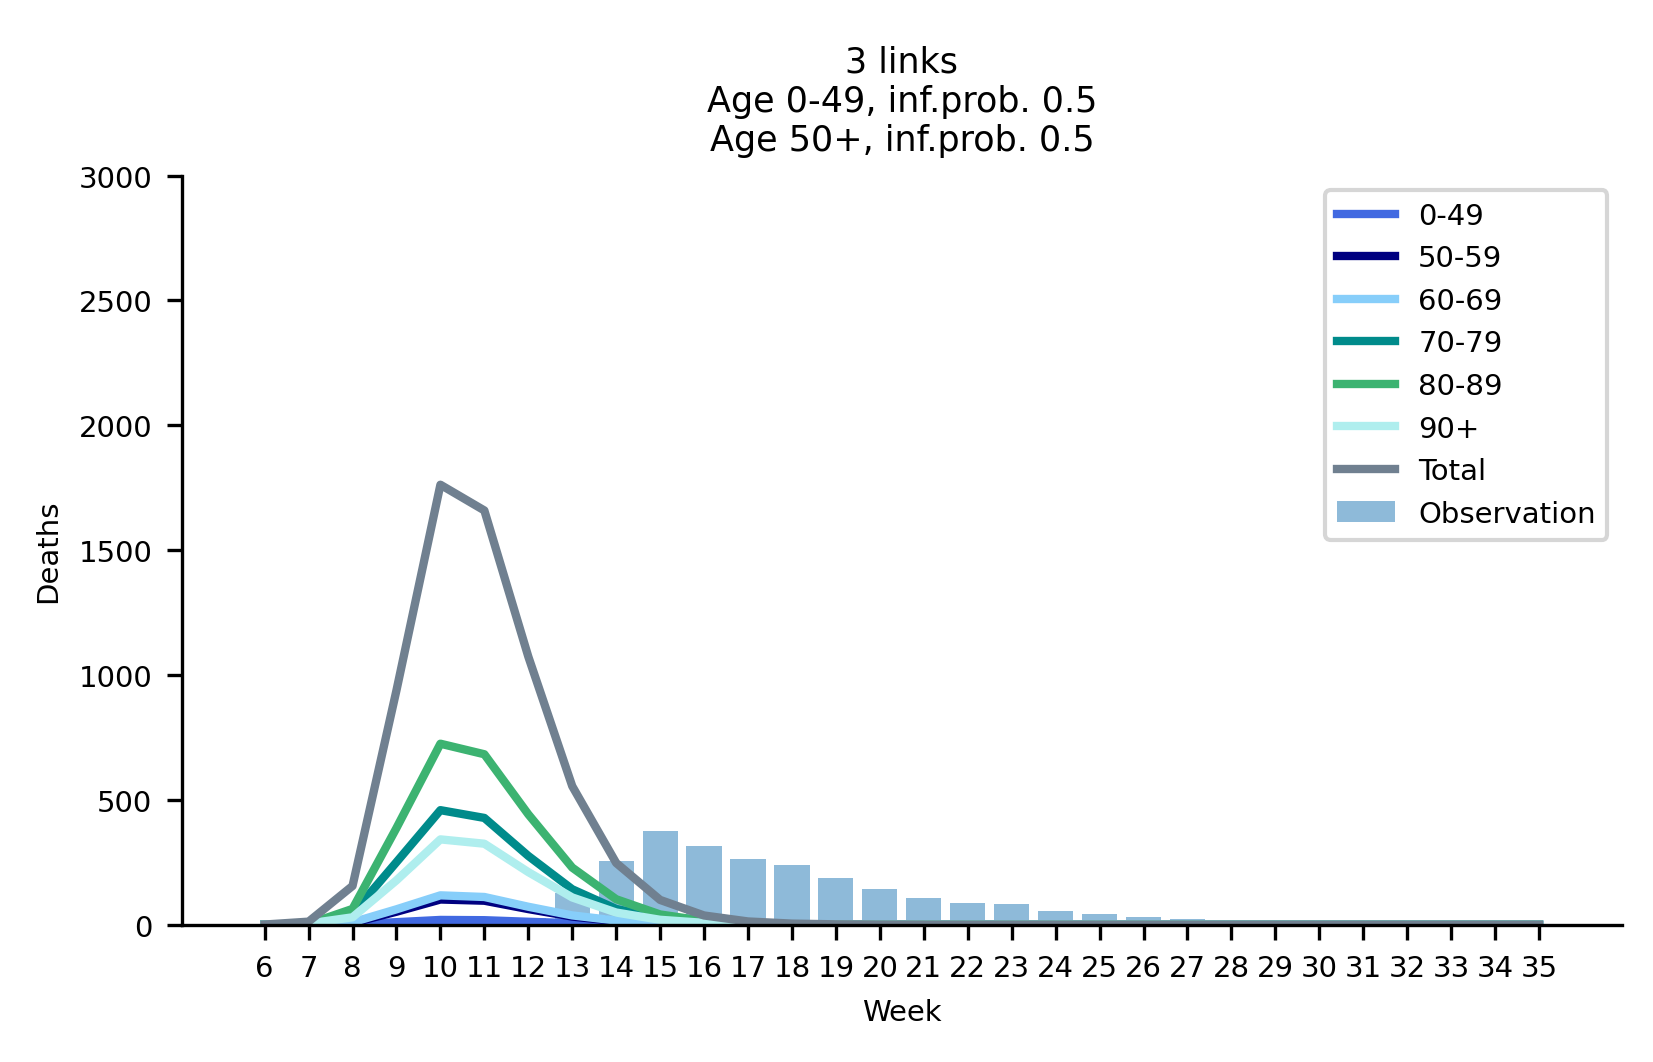 3 links
Age 0-49, inf.prob. 0.5
Age 50+, inf.prob. 0.5
3000
2500
2000
1500
1000
500
0
Deaths
0-49
50-59
60-69
70-79
80-89
90+
Total
Observation
6 7 8 9 10 11 12 13 14 15 16 17 18 19 20 21 22 23 24 25 26 27 28 29 30 31 32 33 34 35
Week